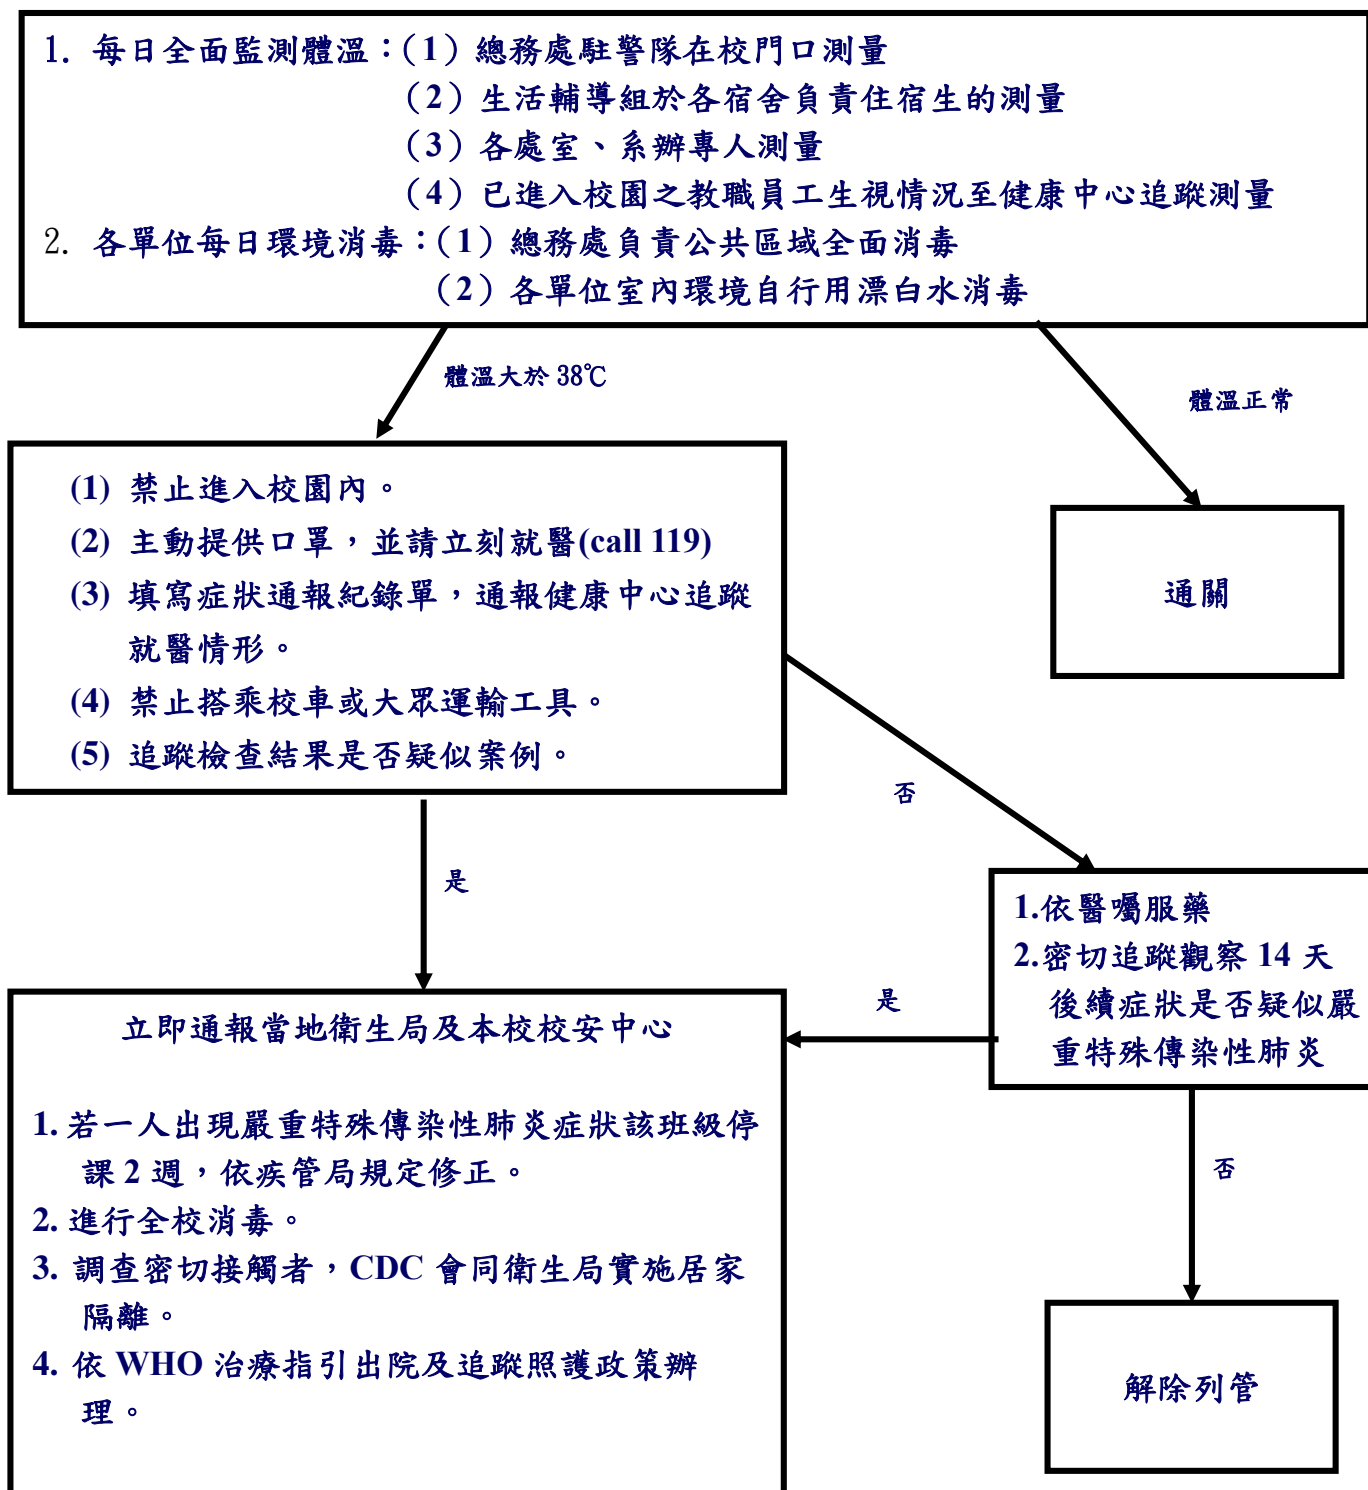 1. 每日全面監測體溫：（1）總務處駐警隊在校門口測量
（2）生活輔導組於各宿舍負責住宿生的測量
（3）各處室、系辦專人測量
（4）已進入校園之教職員工生視情況至健康中心追蹤測量
2. 各單位每日環境消毒：（1）總務處負責公共區域全面消毒
（2）各單位室內環境自行用漂白水消毒
體溫大於 38℃
體溫正常
(1) 禁止進入校園內。
(2) 主動提供口罩，並請立刻就醫(call 119)
(3) 填寫症狀通報紀錄單，通報健康中心追蹤
就醫情形。
(4) 禁止搭乘校車或大眾運輸工具。
(5) 追蹤檢查結果是否疑似案例。
通關
否
是
1.依醫囑服藥
2.密切追蹤觀察 14 天
後續症狀是否疑似嚴
重特殊傳染性肺炎
是
立即通報當地衛生局及本校校安中心
1. 若一人出現嚴重特殊傳染性肺炎症狀該班級停
課 2 週，依疾管局規定修正。
2. 進行全校消毒。
3. 調查密切接觸者，CDC 會同衛生局實施居家
隔離。
4. 依 WHO 治療指引出院及追蹤照護政策辦
理。
否
解除列管